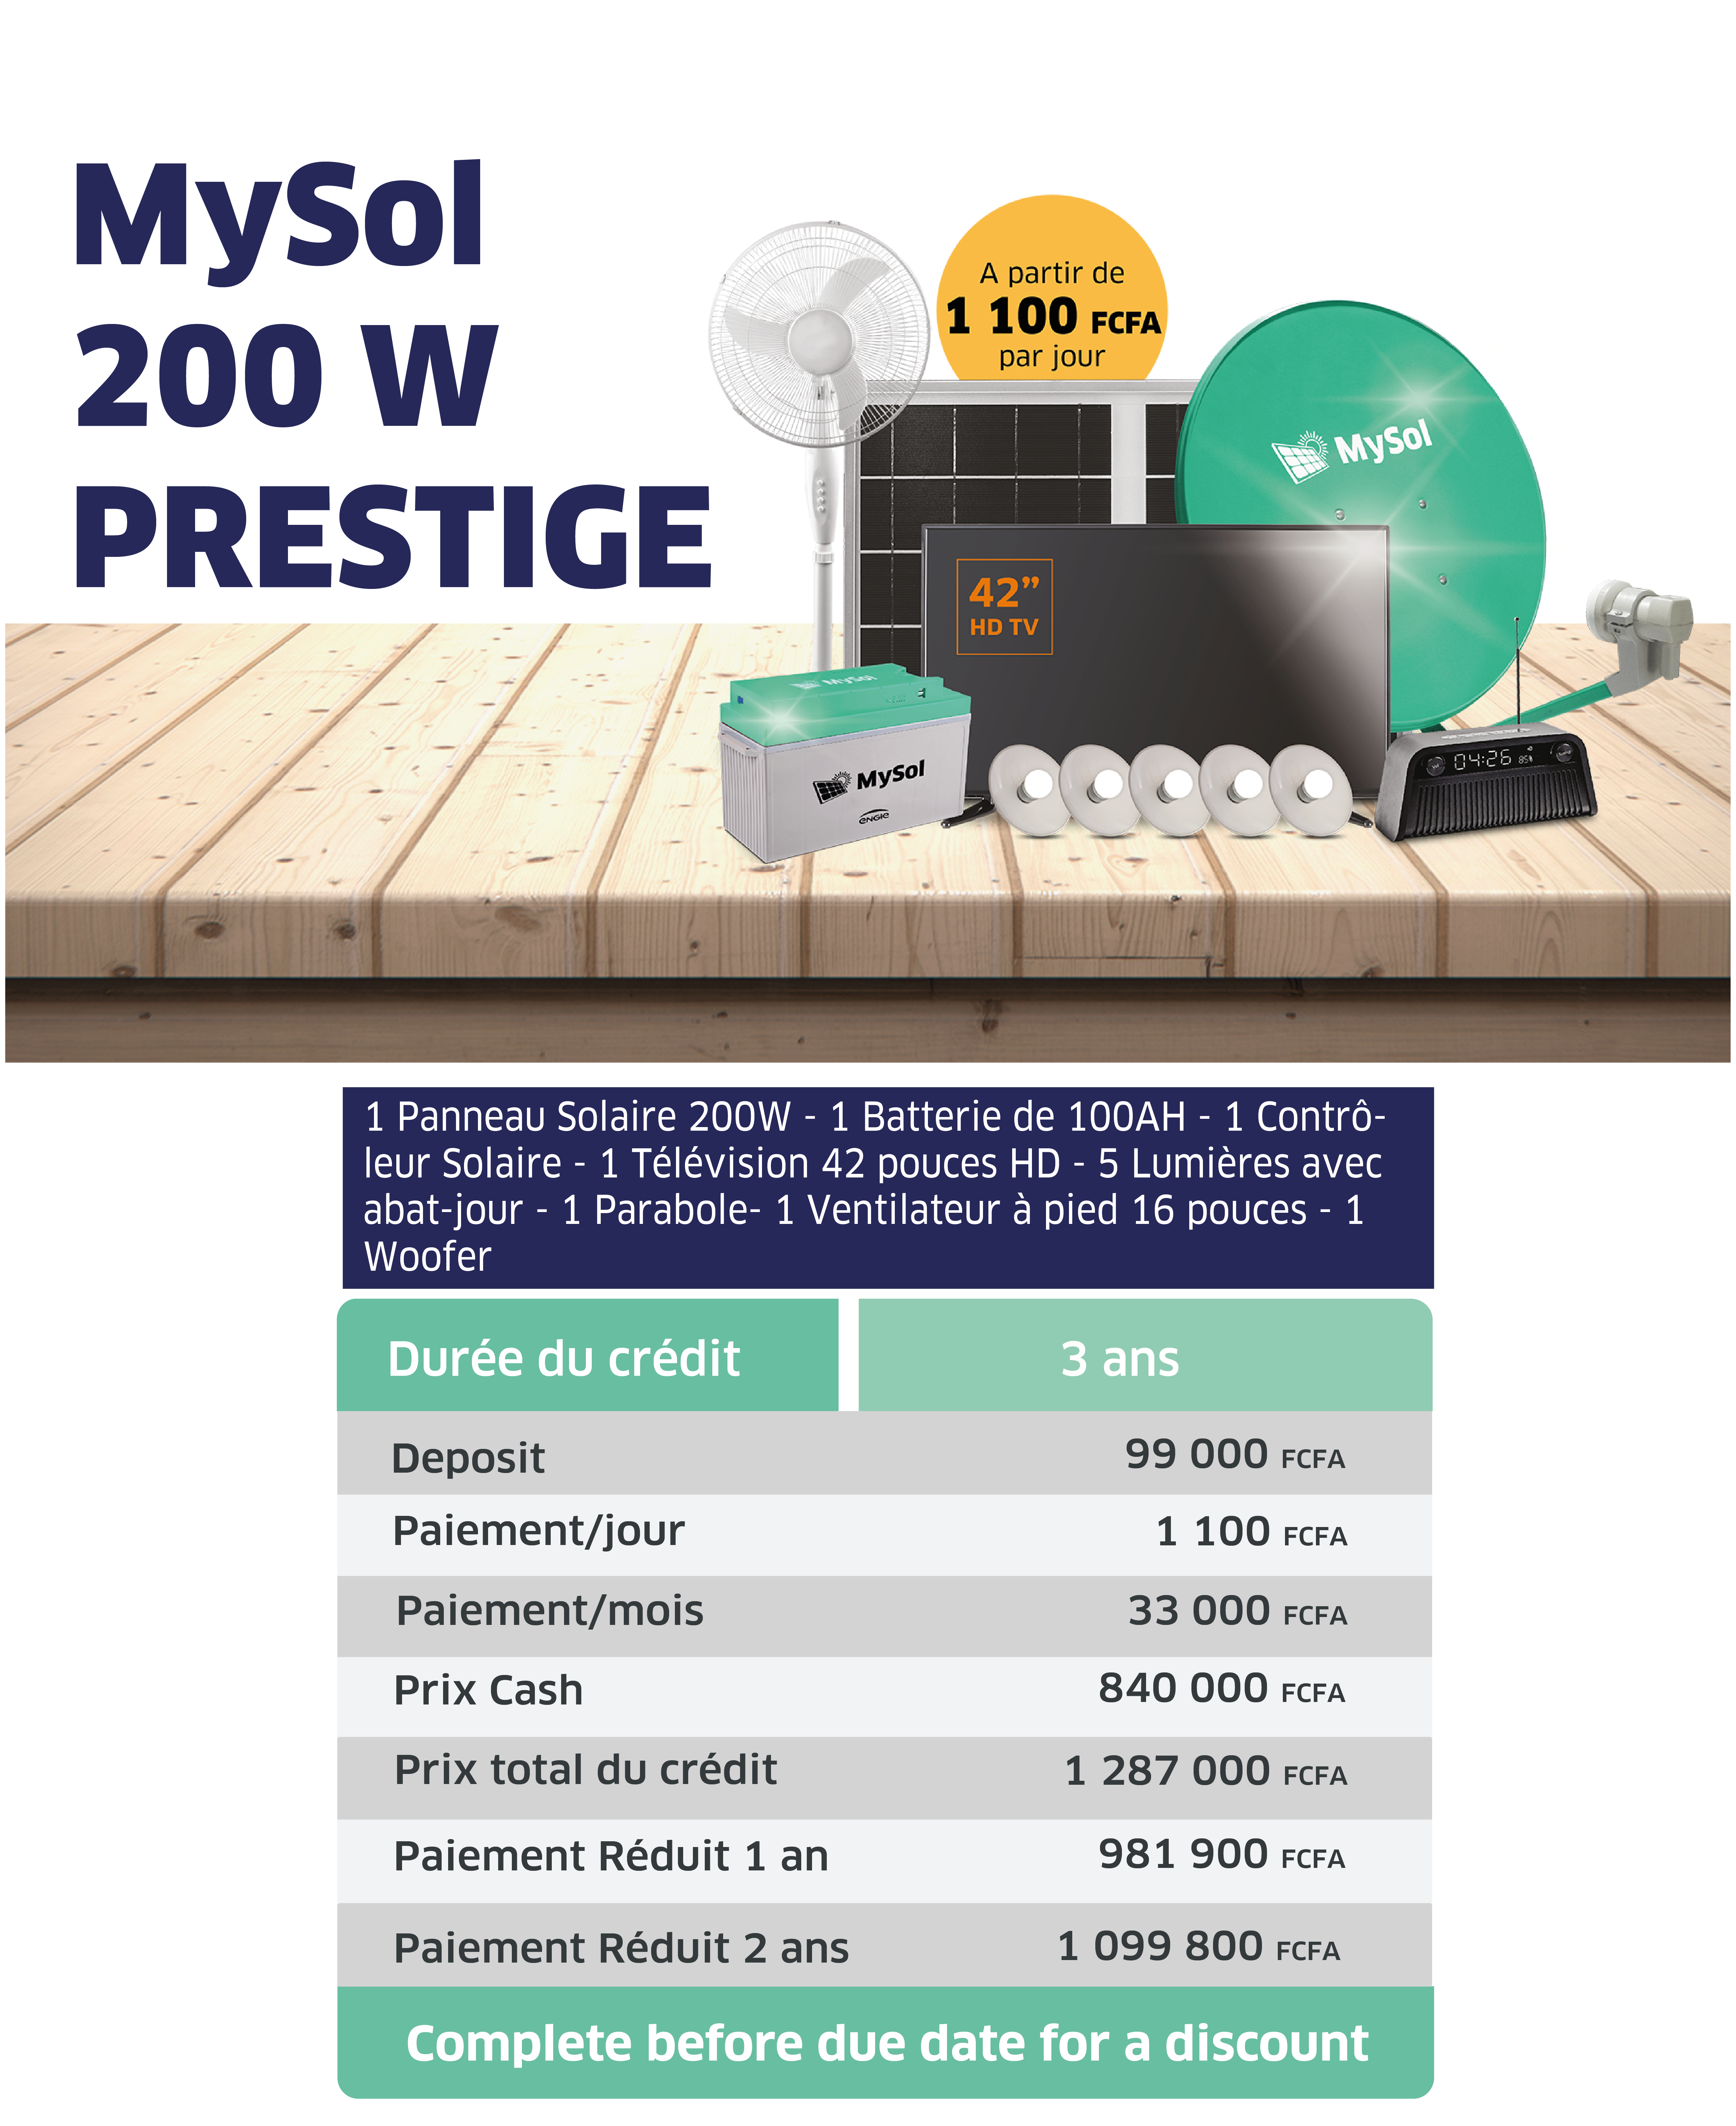 MySol
200 W
PRESTIGE
A partir de
1 100 FCFA
par jour
MySol
42”
HD TV
MySol
MySol
ENGIE
04:26
1 Panneau Solaire 200W - 1 Batterie de 100AH - 1 Contrô-
leur Solaire - 1 Télévision 42 pouces HD - 5 Lumières avec
abat-jour - 1 Parabole- 1 Ventilateur à pied 16 pouces - 1
Woofer
Durée du crédit 3 ans
Deposit 99 000 FCFA
Paiement/jour 1 100 FCFA
Paiement/mois 33 000 FCFA
Prix Cash 840 000 FCFA
Prix total du crédit 1 287 000 FCFA
Paiement Réduit 1 an 981 900 FCFA
Paiement Réduit 2 ans 1 099 800 FCFA
Complete before due date for a discount